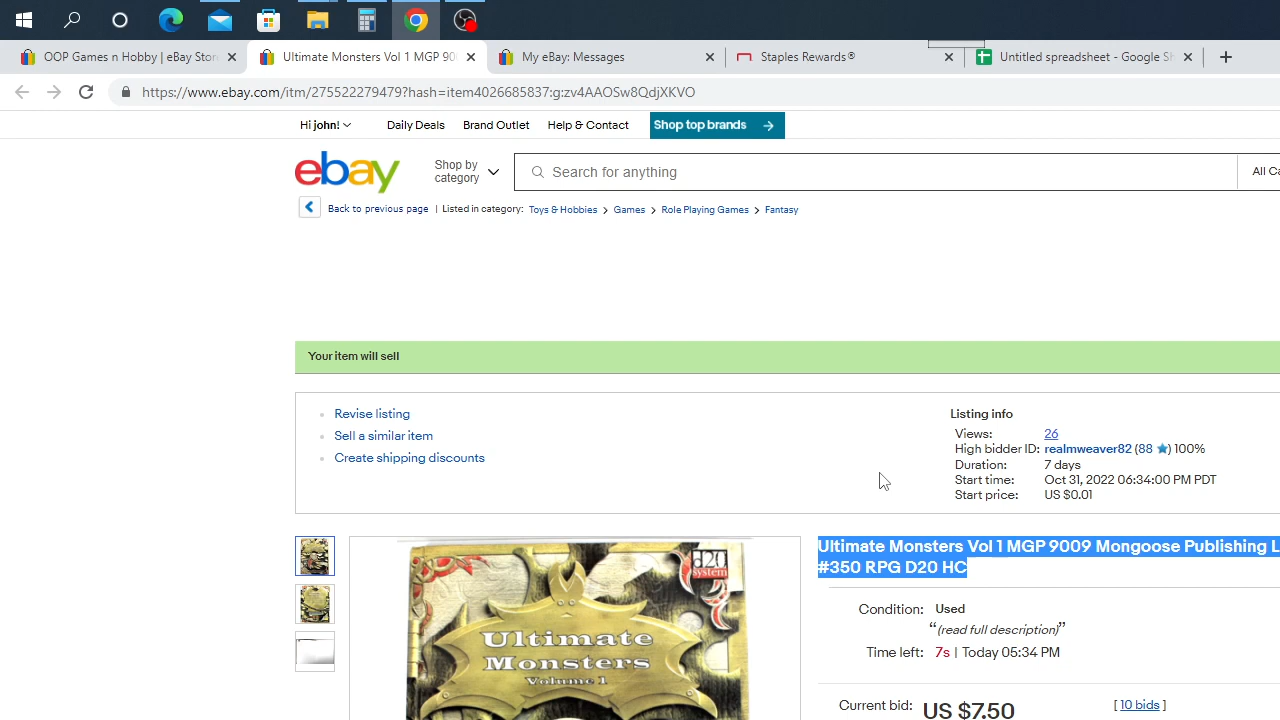 OOP Games n Hobby | eBay Stor
Ultimate Monsters Vol 1 MGP 900
My eBay: Messages
Staples Rewards®
Untitled spreadsheet - Google Sh
https://www.ebay.com/itm/275522279479?hash=item4026685837:g:zv4AAOSw8QdjXKVO
Hi john!
Daily Deals
Brand Outlet
Help & Contact
Shop top brands
ebay
Shop by
category
Search for anything
All Ca
Back to previous page | Listed in category: Toys & Hobbies > Games > Role Playing Games > Fantasy
Your item will sell
Revise listing
Sell a similar item
Create shipping discounts
Listing info
Views: 26
High bidder ID: realmweaver82 (88 ) 100%
Duration: 7 days
Start time: Oct 31, 2022 06:34:00 PM PDT
Start price: US $0.01
d20
system
Ultimate
Monsters
Volume 1
Ultimate Monsters Vol 1 MGP 9009 Mongoose Publishing L
#350 RPG D20 HC
Condition: Used
“(read full description)”
Time left: 7s | Today 05:34 PM
Current bid: US $7.50 [ 10 bids ]